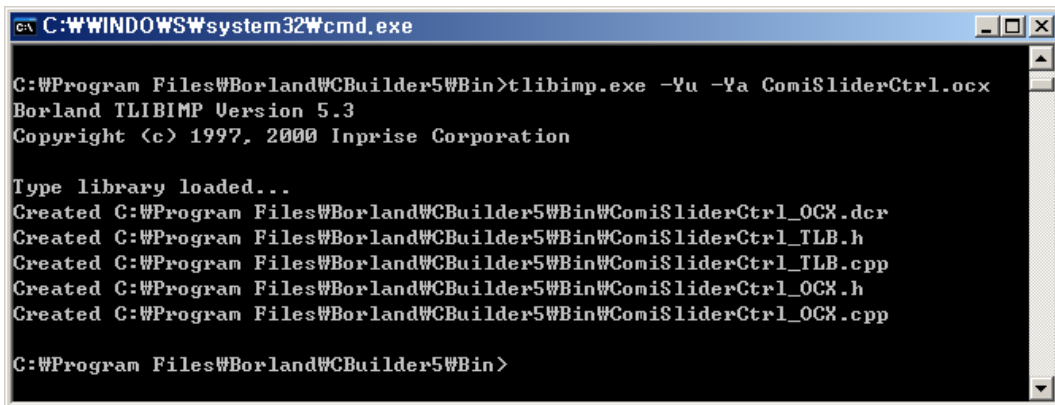 C:₩WINDOWS₩system32₩cmd.exe
C:₩Program Files₩Borland₩CBuilder5₩Bin>tlibimp.exe -Yu -Ya ComiSliderCtrl.ocx
Borland TLIBIMP Version 5.3
Copyright (c) 1997, 2000 Inprise Corporation
Type library loaded...
Created C:₩Program Files₩Borland₩CBuilder5₩Bin₩ComiSliderCtrl_OCX.dcr
Created C:₩Program Files₩Borland₩CBuilder5₩Bin₩ComiSliderCtrl_TLB.h
Created C:₩Program Files₩Borland₩CBuilder5₩Bin₩ComiSliderCtrl_TLB.cpp
Created C:₩Program Files₩Borland₩CBuilder5₩Bin₩ComiSliderCtrl_OCX.h
Created C:₩Program Files₩Borland₩CBuilder5₩Bin₩ComiSliderCtrl_OCX.cpp
C:₩Program Files₩Borland₩CBuilder5₩Bin>